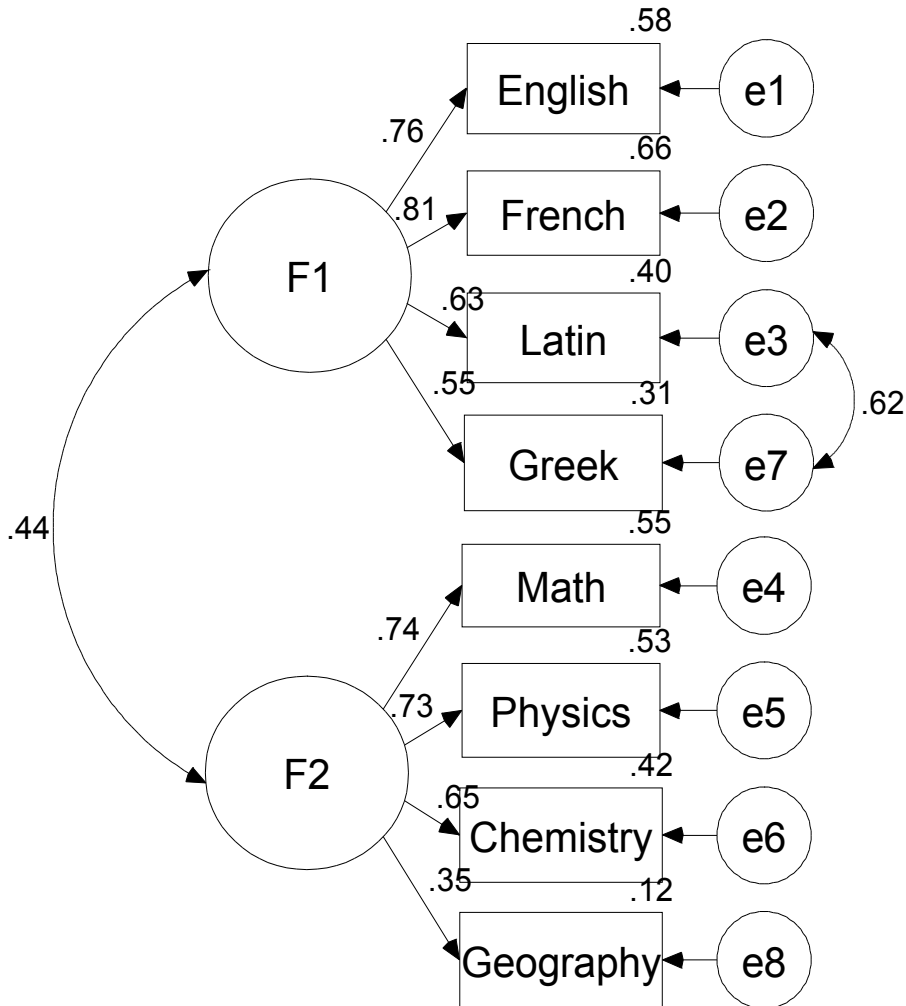 .58
English
e1
.76
.66
.81
French
e2
F1
.40
.63
Latin
e3
.55
.31
.62
Greek
e7
.55
.44
Math
e4
.74
.53
.73
Physics
e5
F2
.42
.65
Chemistry
e6
.35
.12
Geography
e8